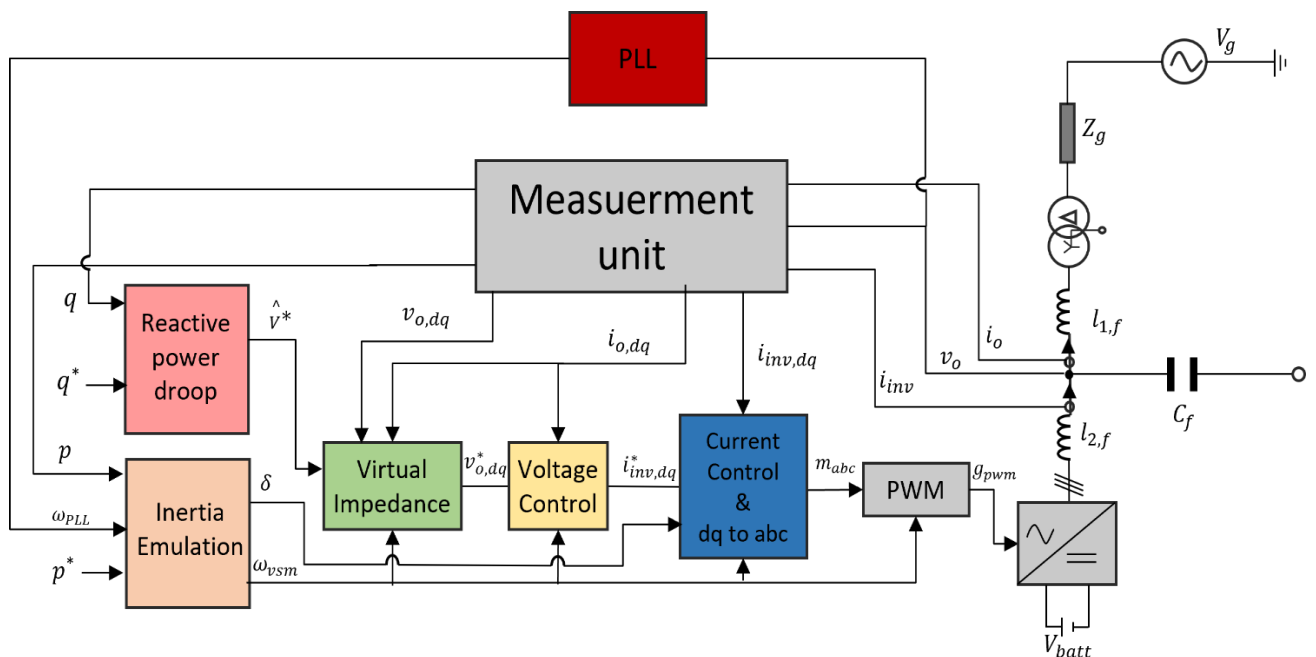 PLL
V_g
Z_g
Δ
Y
Measuerment
unit
q
Reactive
power
droop
q*
V̂*
v_{o,dq}
i_{o,dq}
i_{inv,dq}
i_o
v_o
i_{inv}
l_{1,f}
C_f
l_{2,f}
p
Inertia
Emulation
ω_{PLL}
p*
δ
ω_{vsm}
Virtual
Impedance
v*_{o,dq}
Voltage
Control
i*_{inv,dq}
Current
Control
&
dq to abc
m_{abc}
PWM
g_{pwm}
V_{batt}